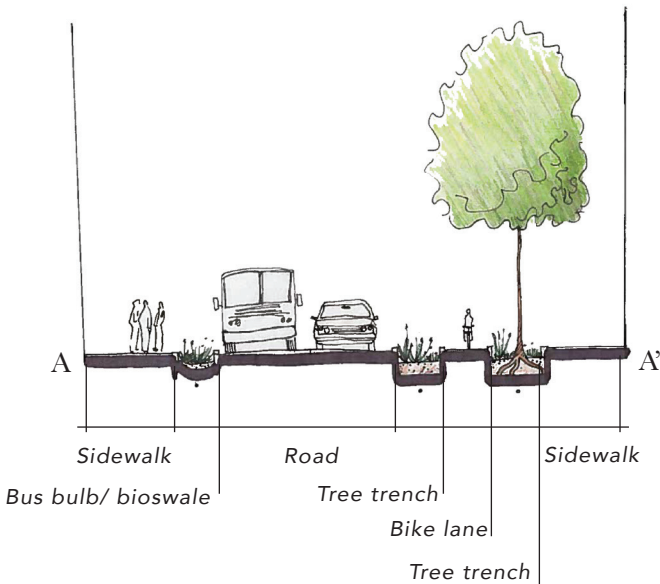 A A'
Sidewalk Road Sidewalk
Bus bulb/ bioswale Tree trench
Bike lane
Tree trench